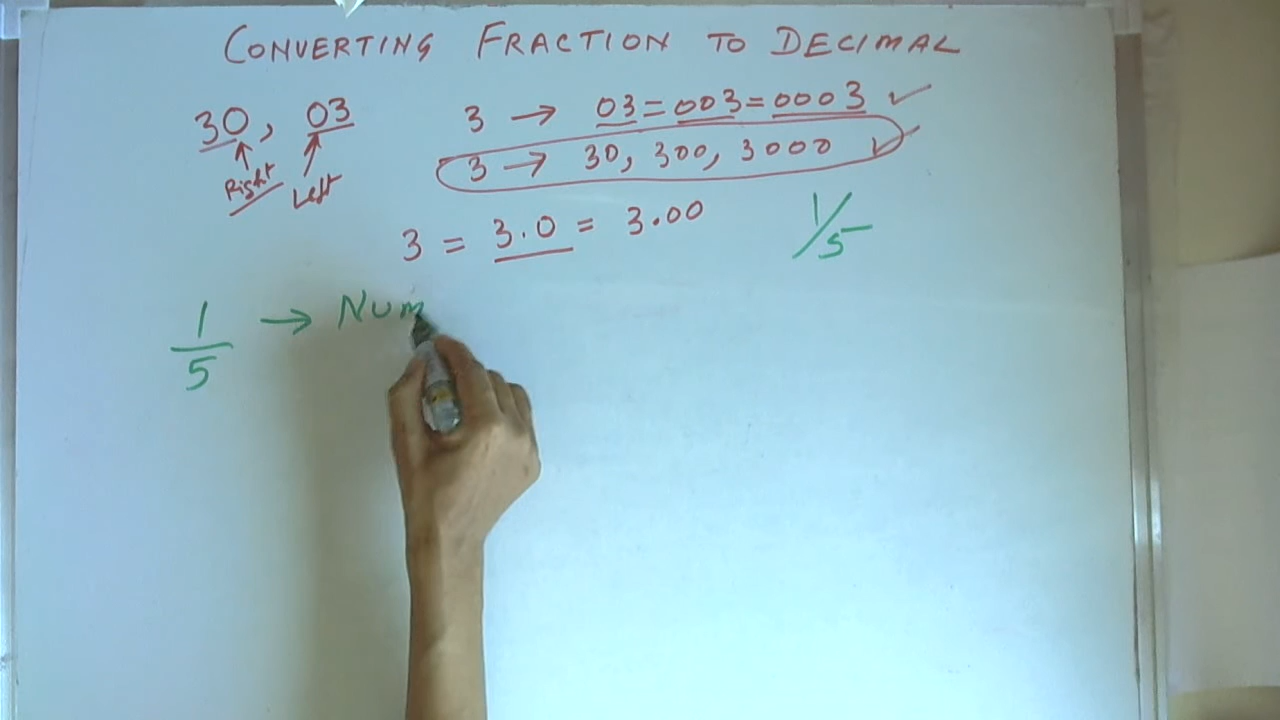 CONVERTING FRACTION TO DECIMAL
30, 03
Right Left
3 → 03 = 003 = 0003 ✓
3 → 30, 300, 3000 ✓
3 = 3.0 = 3.00
1/5
1/5 → Num